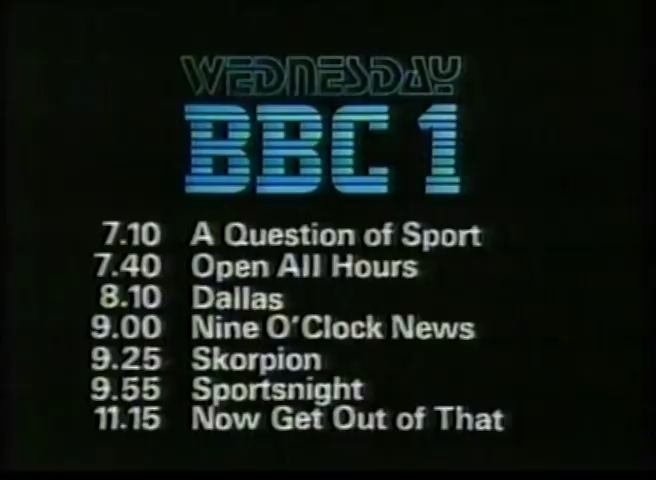 WEDNESDAY
BBC 1
7.10 A Question of Sport
7.40 Open All Hours
8.10 Dallas
9.00 Nine O'Clock News
9.25 Skorpion
9.55 Sportsnight
11.15 Now Get Out of That